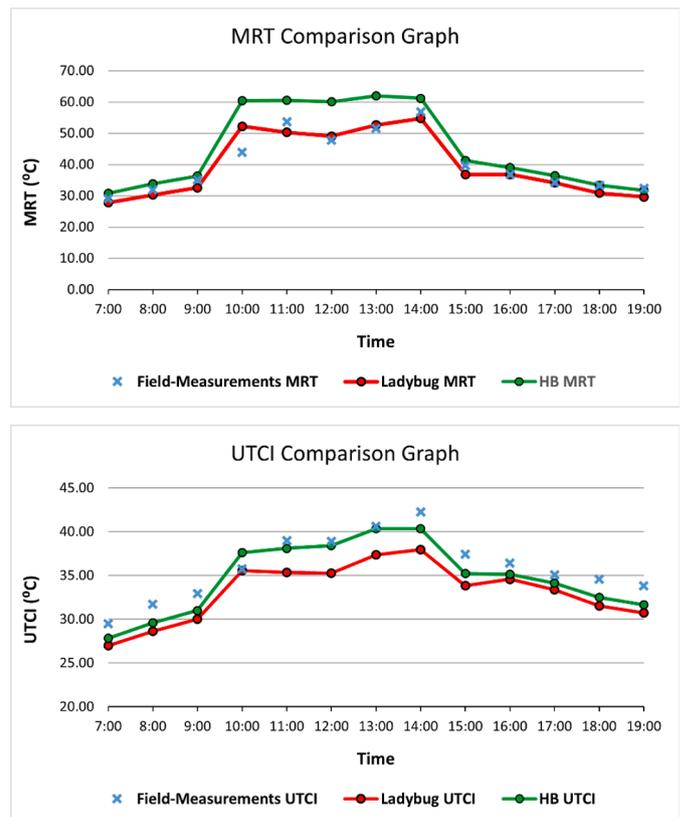 MRT Comparison Graph
70.00
60.00
50.00
40.00
30.00
20.00
10.00
0.00
MRT (⁰C)
7:00 8:00 9:00 10:00 11:00 12:00 13:00 14:00 15:00 16:00 17:00 18:00 19:00
Time
Field-Measurements MRT Ladybug MRT HB MRT
UTCI Comparison Graph
45.00
40.00
35.00
30.00
25.00
20.00
UTCI (⁰C)
7:00 8:00 9:00 10:00 11:00 12:00 13:00 14:00 15:00 16:00 17:00 18:00 19:00
Time
Field-Measurements UTCI Ladybug UTCI HB UTCI